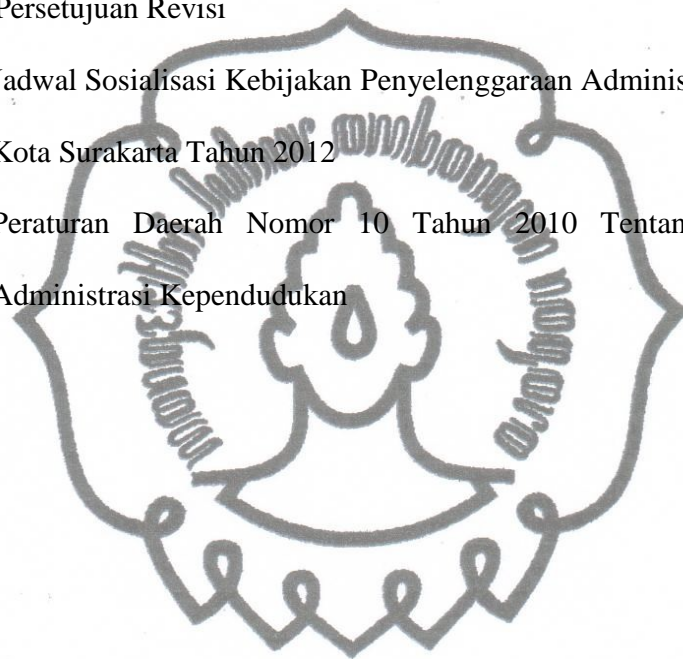 Persetujuan Revisi
Jadwal Sosialisasi Kebijakan Penyelenggaraan Adminis
Kota Surakarta Tahun 2012
Peraturan Daerah Nomor 10 Tahun 2010 Tentan
Administrasi Kependudukan